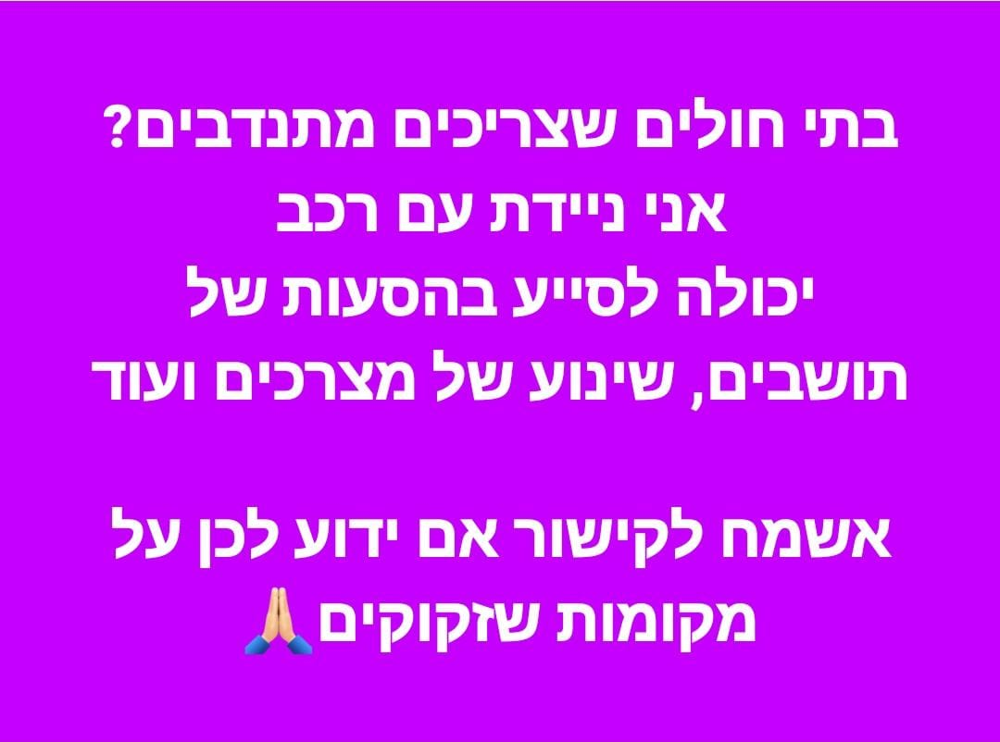 בתי חולים שצריכים מתנדבים?
אני ניידת עם רכב
יכולה לסייע בהסעות של
תושבים, שינוע של מצרכים ועוד
אשמח לקישור אם ידוע לכן על
מקומות שזקוקים🙏🏼